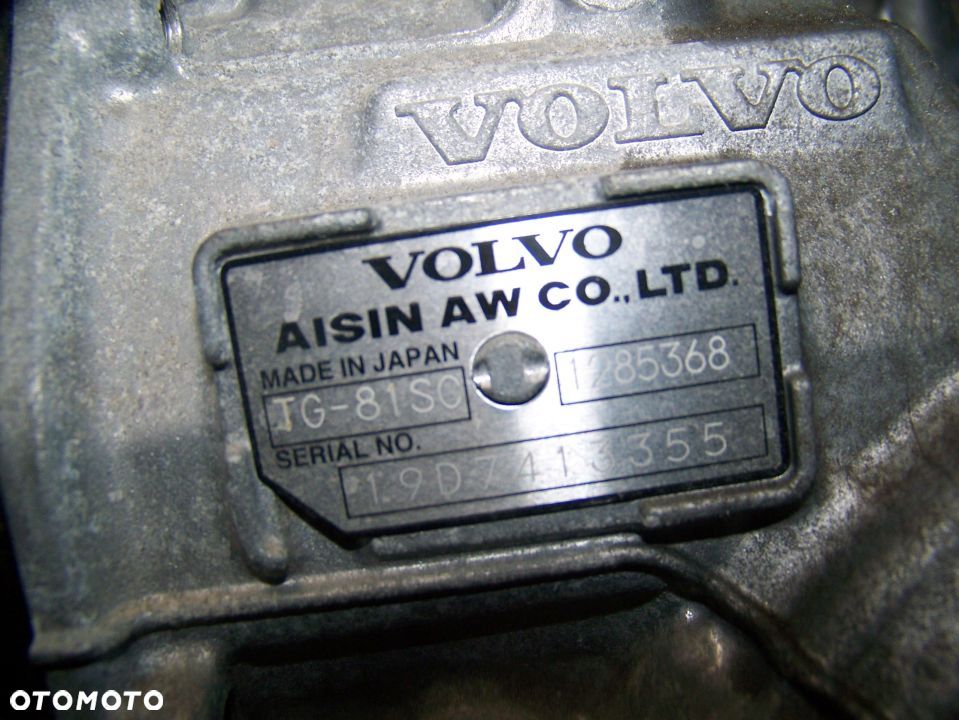 VOLVO
VOLVO
AISIN AW CO.,LTD.
MADE IN JAPAN
TG-81SC 1285368
SERIAL NO.
19D7413355
OTOMOTO